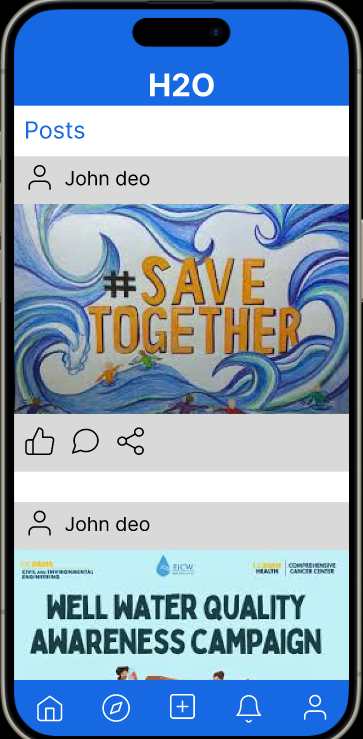 H2O
Posts
John deo
#SAVE
TOGETHER
John deo
UC DAVIS
CIVIL AND ENVIRONMENTAL
ENGINEERING
EJCW
UC DAVIS
HEALTH
COMPREHENSIVE
CANCER CENTER
WELL WATER QUALITY
AWARENESS CAMPAIGN